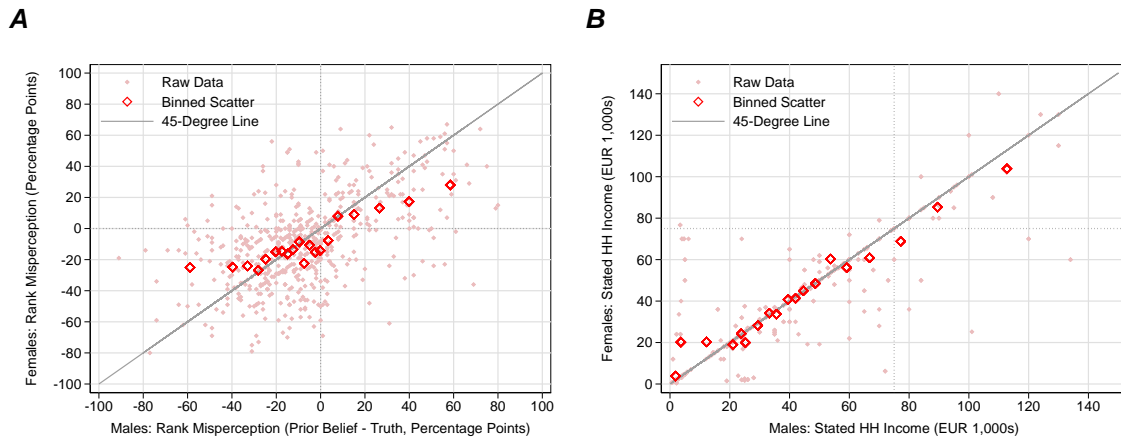 A
B
Females: Rank Misperception (Percentage Points)
100
80
60
40
20
0
-20
-40
-60
-80
-100
Raw Data
Binned Scatter
45-Degree Line
-100 -80 -60 -40 -20 0 20 40 60 80 100
Males: Rank Misperception (Prior Belief - Truth, Percentage Points)
Females: Stated HH Income (EUR 1,000s)
140
120
100
80
60
40
20
0
Raw Data
Binned Scatter
45-Degree Line
0 20 40 60 80 100 120 140
Males: Stated HH Income (EUR 1,000s)